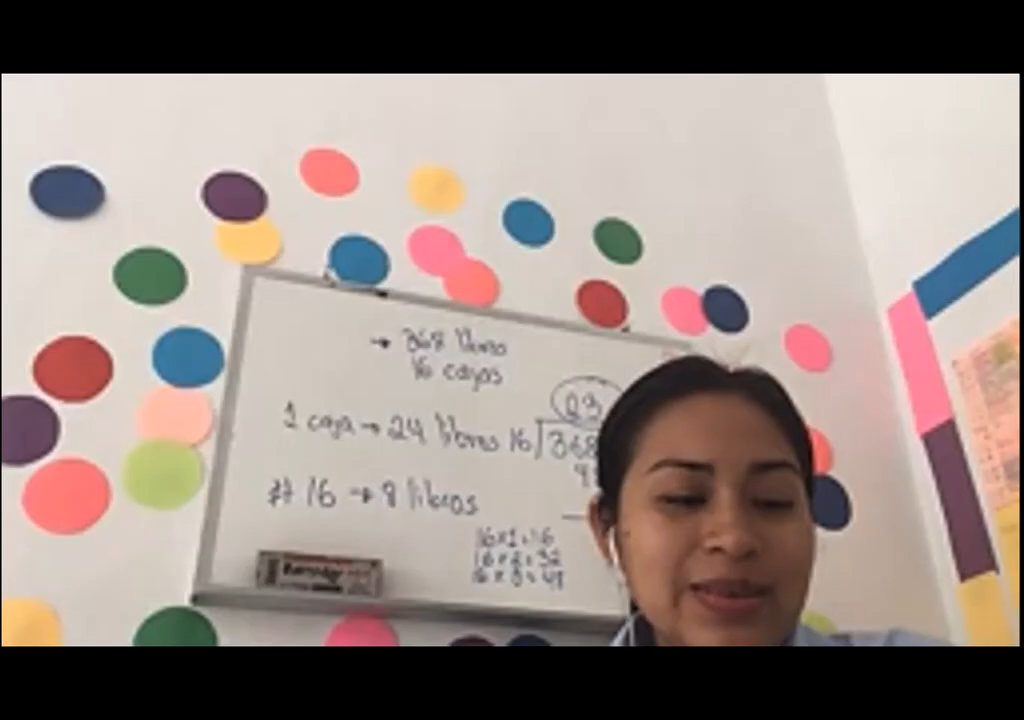 → 368 libros
16 cajas
1 caja → 24 libros
23
16 368
# 16 → 8 libros
16 x 1 = 16
16 x 2 = 32
16 x 3 = 48